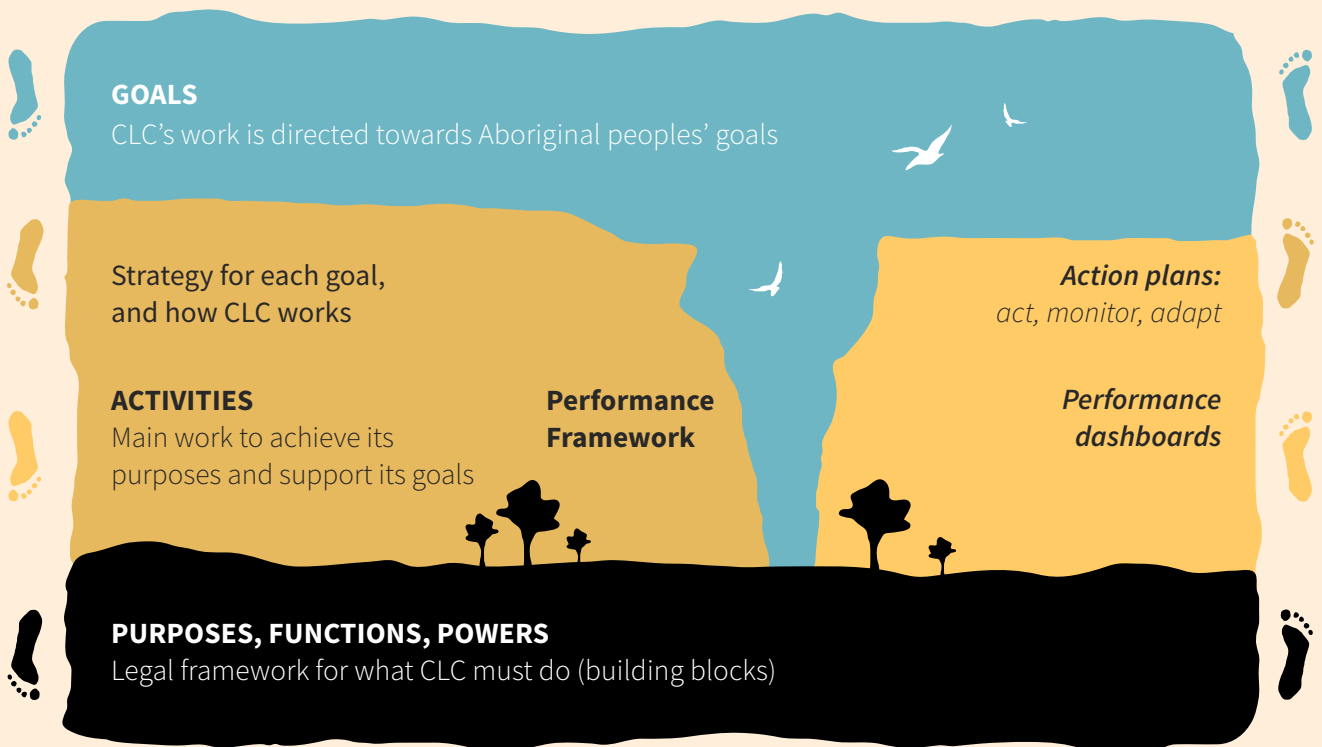 GOALS
CLC’s work is directed towards Aboriginal peoples’ goals
Strategy for each goal,
and how CLC works
ACTIVITIES
Main work to achieve its
purposes and support its goals
Performance
Framework
Action plans:
act, monitor, adapt
Performance
dashboards
PURPOSES, FUNCTIONS, POWERS
Legal framework for what CLC must do (building blocks)